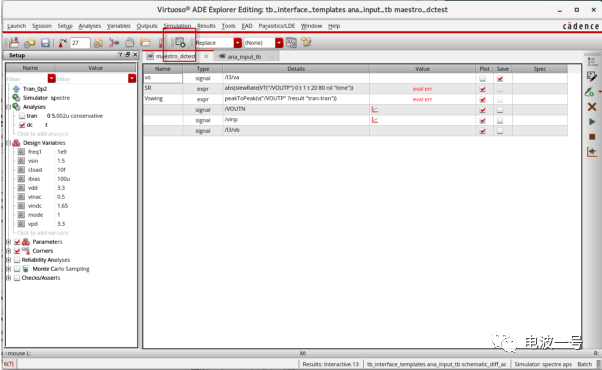 Virtuoso® ADE Explorer Editing: tb_interface_templates ana_input_tb maestro_dctest
Launch Session Setup Analyses Variables Outputs Simulation Results Tools EAD Parasitics/LDE Window Help
cādence
27 Replace (None)
Setup
maestro_dctest ana_input_tb
Name Value
Filter Filter
Tran_0p2
Simulator spectre
Analyses
tran 0 5.002u conservative
dc t
Click to add analysis
Design Variables
freq1 1e9
vsin 1.5
cload 10f
ibias 100u
vdd 3.3
vinac 0.5
vindc 1.65
mode 1
vpd 3.3
Click to add variable
Parameters
Corners
Reliability Analyses
Monte Carlo Sampling
Checks/Asserts
Name Type Details Value Plot Save Spec
vo signal /I3/va
SR expr abs(slewRate(VT("/VOUTP") 0 t 1 t 20 80 nil "time")) eval err
Vswing expr peakToPeak(v("/VOUTP" ?result "tran-tran")) eval err
signal /VOUTN
signal /vinp
signal /I3/vb
电波一号
mouse L: M: R:
6(7) Results: Interactive.13 tb_interface_templates ana_input_tb schematic_diff_ac Simulator: spectre aps Batch